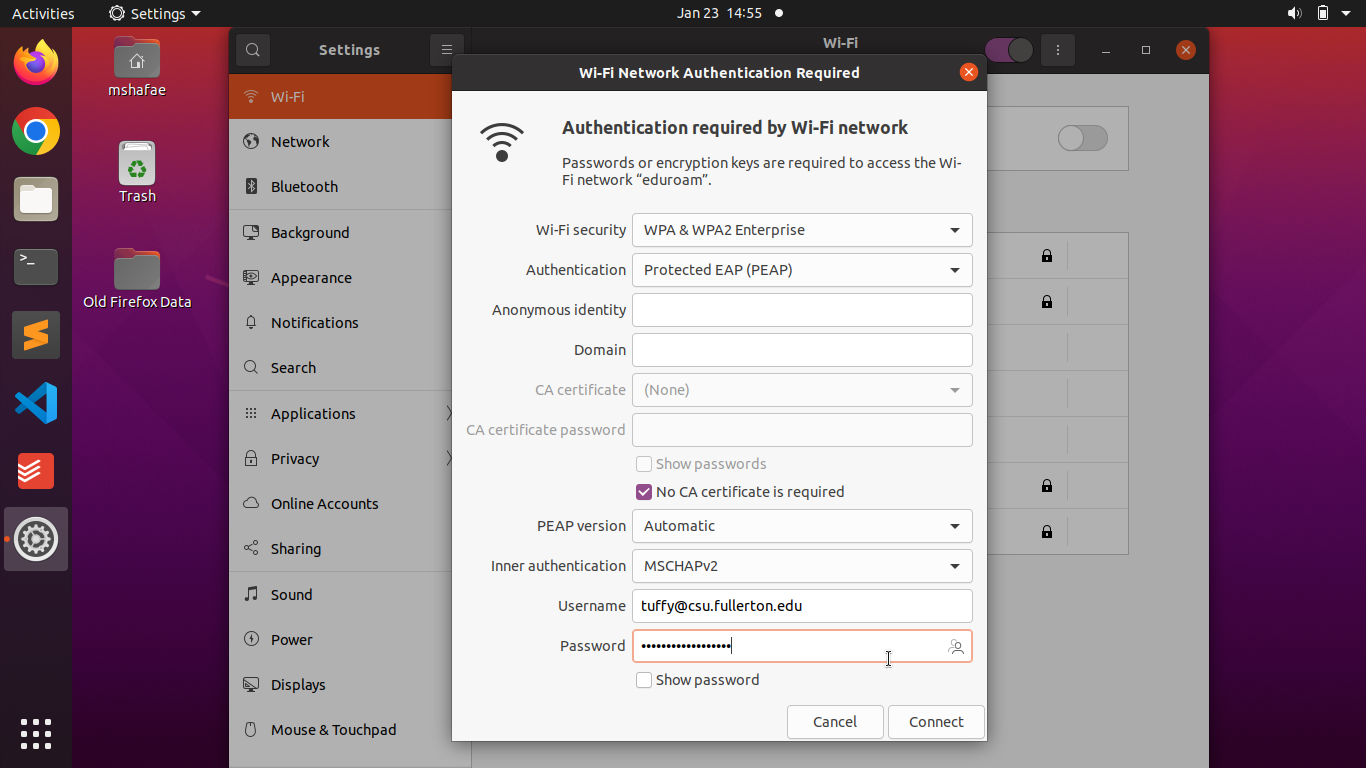 Activities
Settings
Jan 23 14:55
mshafae
Trash
Old Firefox Data
Settings
Wi-Fi
Wi-Fi
Network
Bluetooth
Background
Appearance
Notifications
Search
Applications
Privacy
Online Accounts
Sharing
Sound
Power
Displays
Mouse & Touchpad
Wi-Fi Network Authentication Required
Authentication required by Wi-Fi network
Passwords or encryption keys are required to access the Wi-
Fi network “eduroam”.
Wi-Fi security WPA & WPA2 Enterprise
Authentication Protected EAP (PEAP)
Anonymous identity
Domain
CA certificate (None)
CA certificate password
Show passwords
No CA certificate is required
PEAP version Automatic
Inner authentication MSCHAPv2
Username tuffy@csu.fullerton.edu
Password ••••••••••••••••••
Show password
Cancel Connect